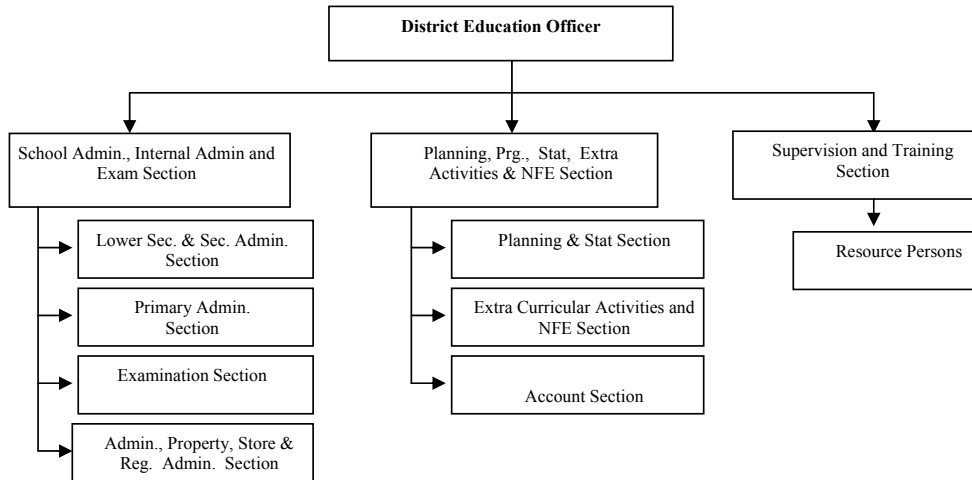 District Education Officer
School Admin., Internal Admin and
Exam Section
Lower Sec. & Sec. Admin.
Section
Primary Admin.
Section
Examination Section
Admin., Property, Store &
Reg. Admin. Section
Planning, Prg., Stat, Extra
Activities & NFE Section
Planning & Stat Section
Extra Curricular Activities and
NFE Section
Account Section
Supervision and Training
Section
Resource Persons